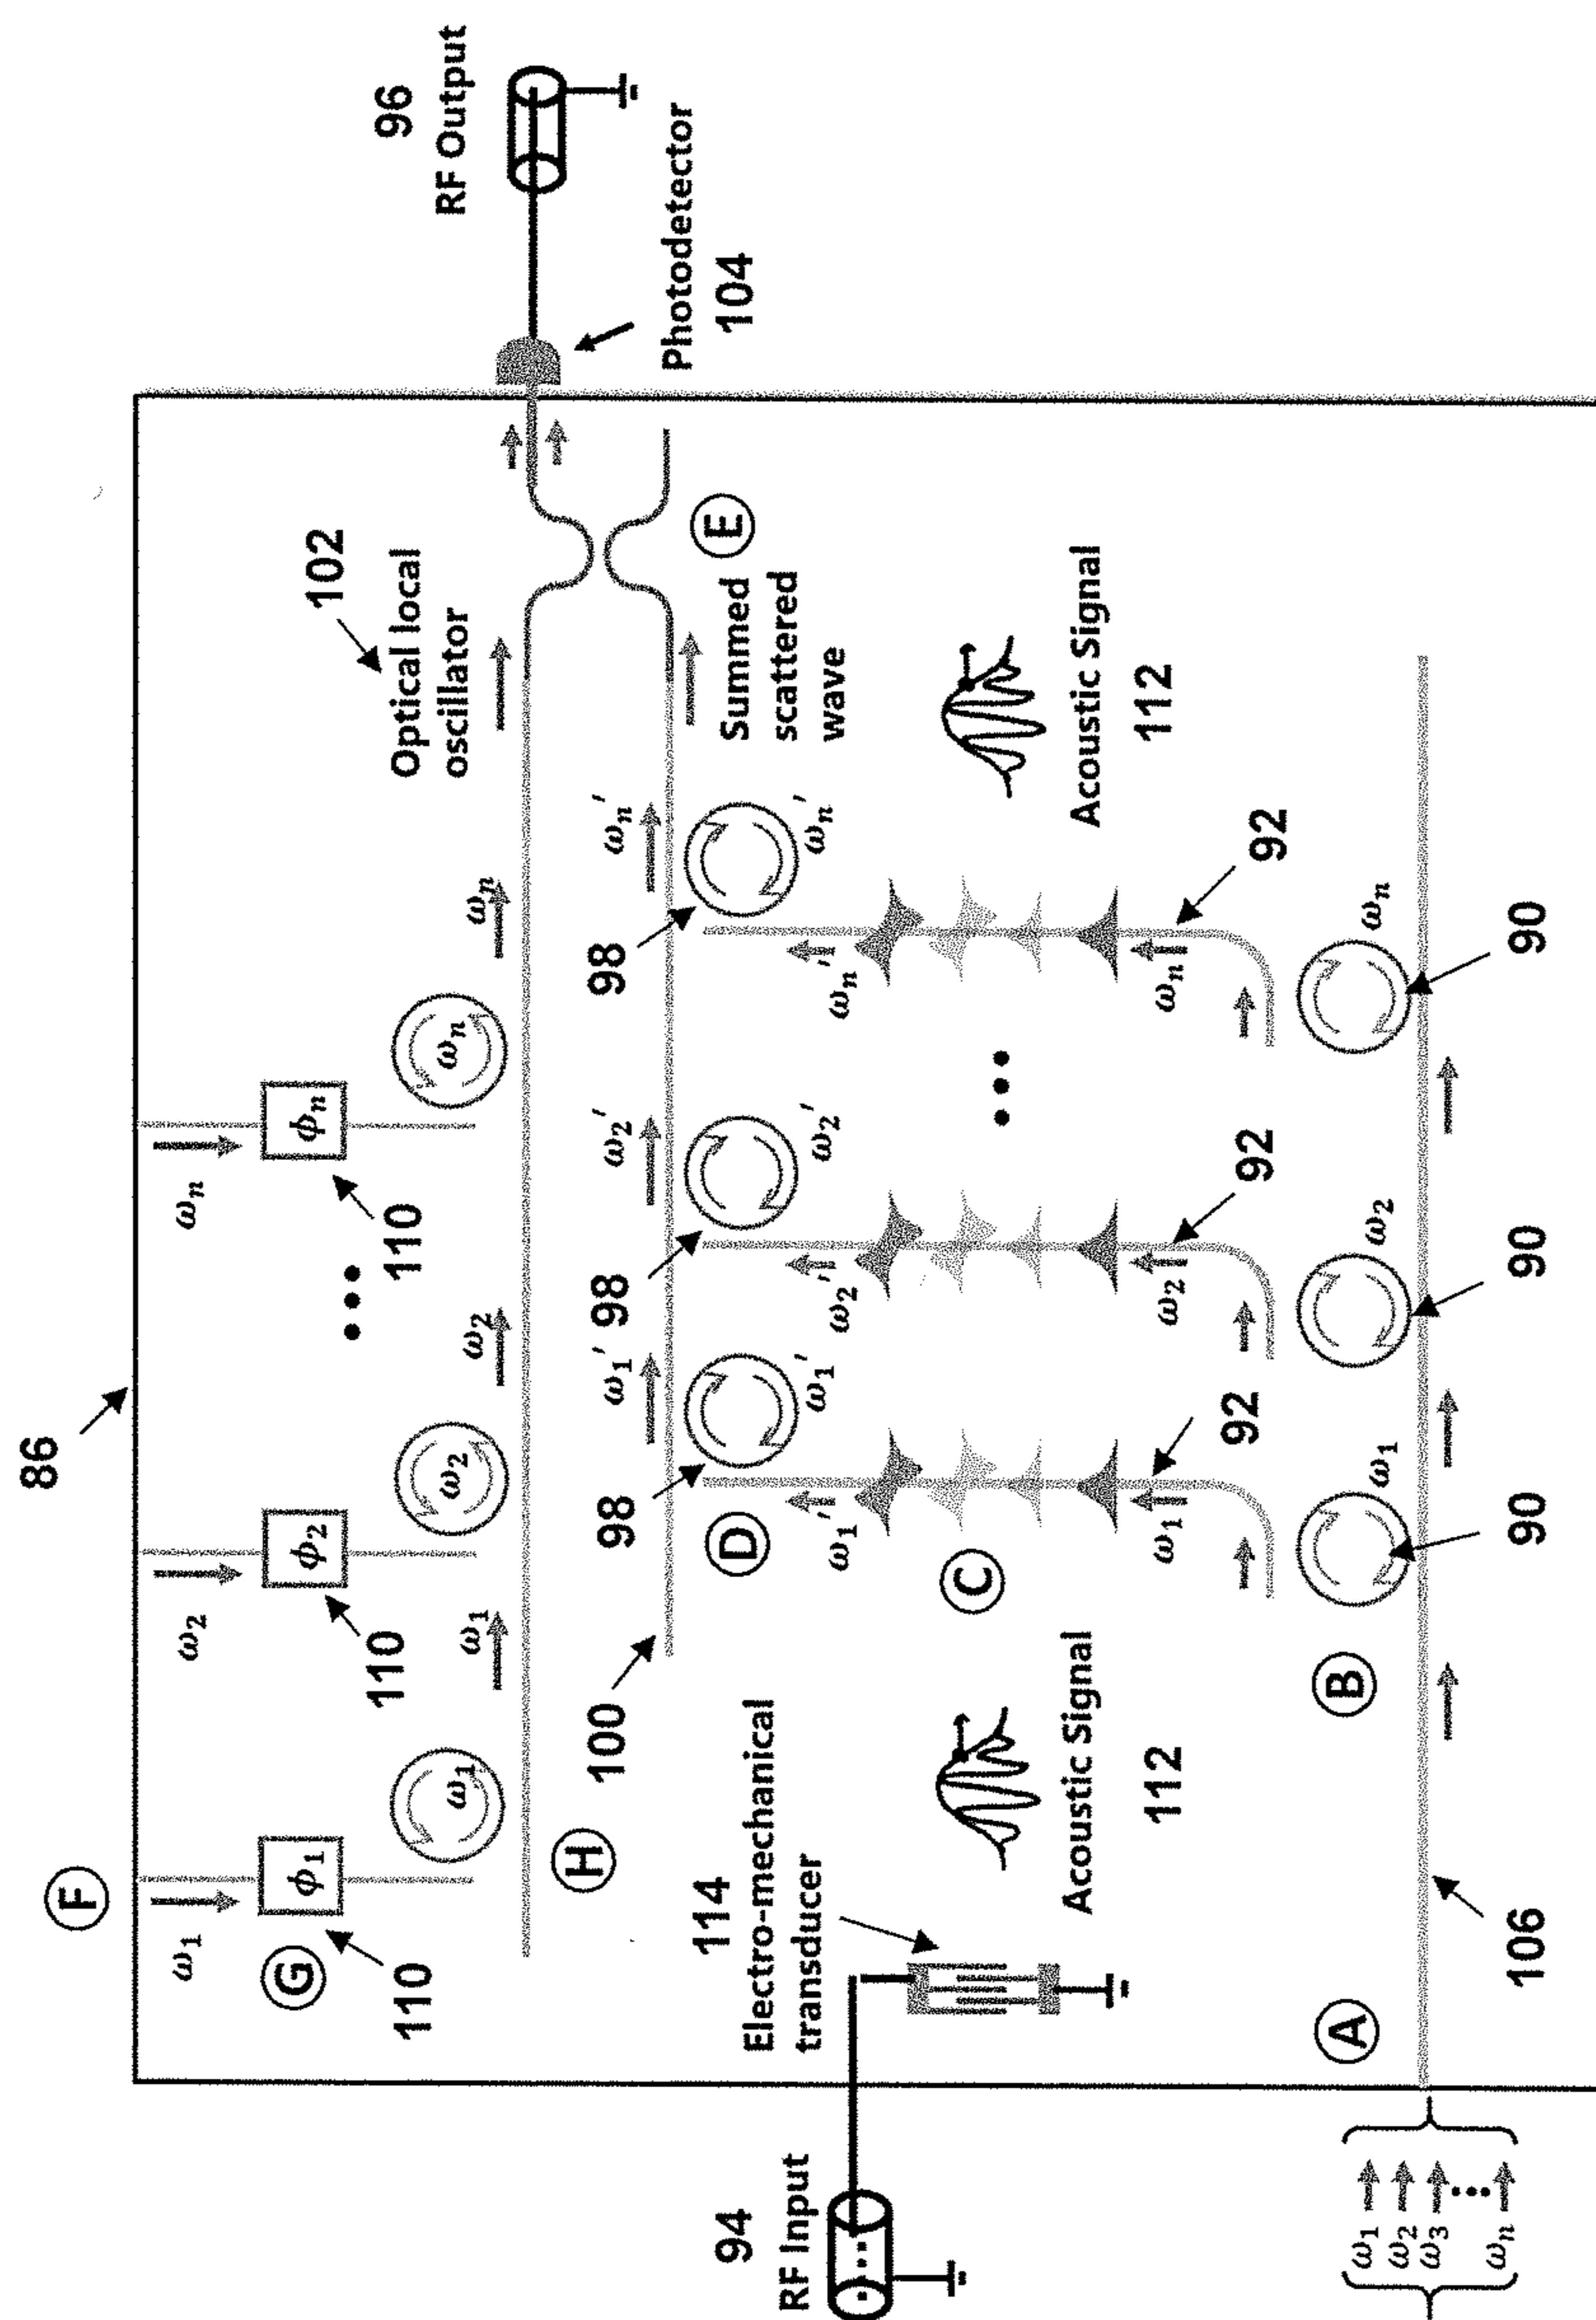 86
F
ω1
ω2
ωn
G
ϕ1
ϕ2
ϕn
110
110
110
ω1
ω2
ωn
ω1
ω2
ωn
102
Optical local
oscillator
96
RF Output
H
100
ω1′
ω2′
ωn′
Photodetector
104
98
98
98
D
ω1′
ω2′
ωn′
Summed
scattered
wave
E
94
RF Input
114
Electro-mechanical
transducer
ω1′
ω2′
ωn′
C
Acoustic Signal
112
Acoustic Signal
112
ω1
ω2
ωn
92
92
92
A
B
ω1
ω2
ωn
90
90
90
106
ω1
ω2
ω3
ωn